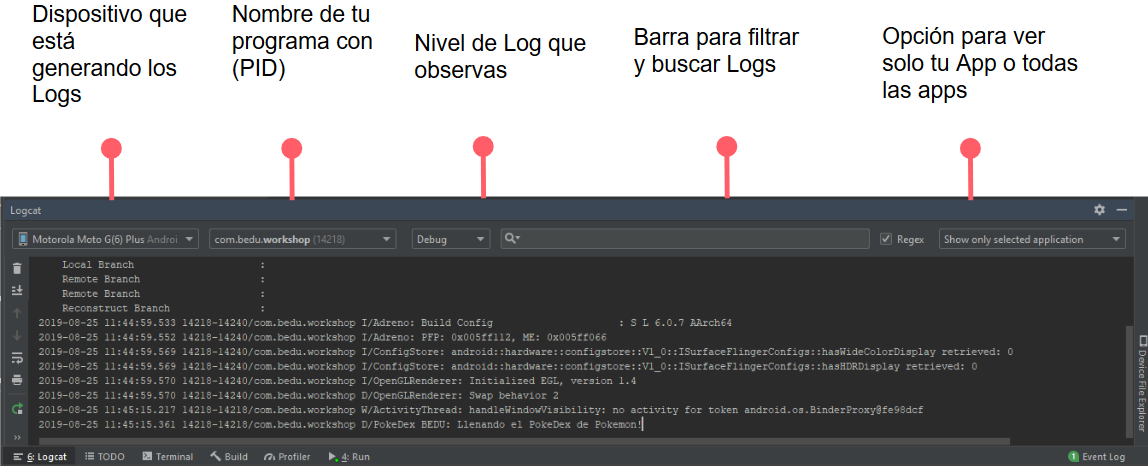 Dispositivo que
está
generando los
Logs
Nombre de tu
programa con
(PID)
Nivel de Log que
observas
Barra para filtrar
y buscar Logs
Opción para ver
solo tu App o todas
las apps
Logcat
Motorola Moto G(6) Plus Androi
com.bedu.workshop (14218)
Debug
Regex
Show only selected application
Local Branch :
Remote Branch :
Remote Branch :
Reconstruct Branch :
2019-08-25 11:44:59.533 14218-14240/com.bedu.workshop I/Adreno: Build Config : S L 6.0.7 AArch64
2019-08-25 11:44:59.552 14218-14240/com.bedu.workshop I/Adreno: PFP: 0x005ff112, ME: 0x005ff066
2019-08-25 11:44:59.569 14218-14240/com.bedu.workshop I/ConfigStore: android::hardware::configstore::V1_0::ISurfaceFlingerConfigs::hasWideColorDisplay retrieved: 0
2019-08-25 11:44:59.569 14218-14240/com.bedu.workshop I/ConfigStore: android::hardware::configstore::V1_0::ISurfaceFlingerConfigs::hasHDRDisplay retrieved: 0
2019-08-25 11:44:59.570 14218-14240/com.bedu.workshop I/OpenGLRenderer: Initialized EGL, version 1.4
2019-08-25 11:44:59.570 14218-14240/com.bedu.workshop D/OpenGLRenderer: Swap behavior 2
2019-08-25 11:45:15.217 14218-14218/com.bedu.workshop W/ActivityThread: handleWindowVisibility: no activity for token android.os.BinderProxy@fe98dcf
2019-08-25 11:45:15.361 14218-14218/com.bedu.workshop D/PokeDex BEDU: Llenando el PokeDex de Pokemon!
Device File Explorer
6: Logcat
TODO
Terminal
Build
Profiler
4: Run
1 Event Log